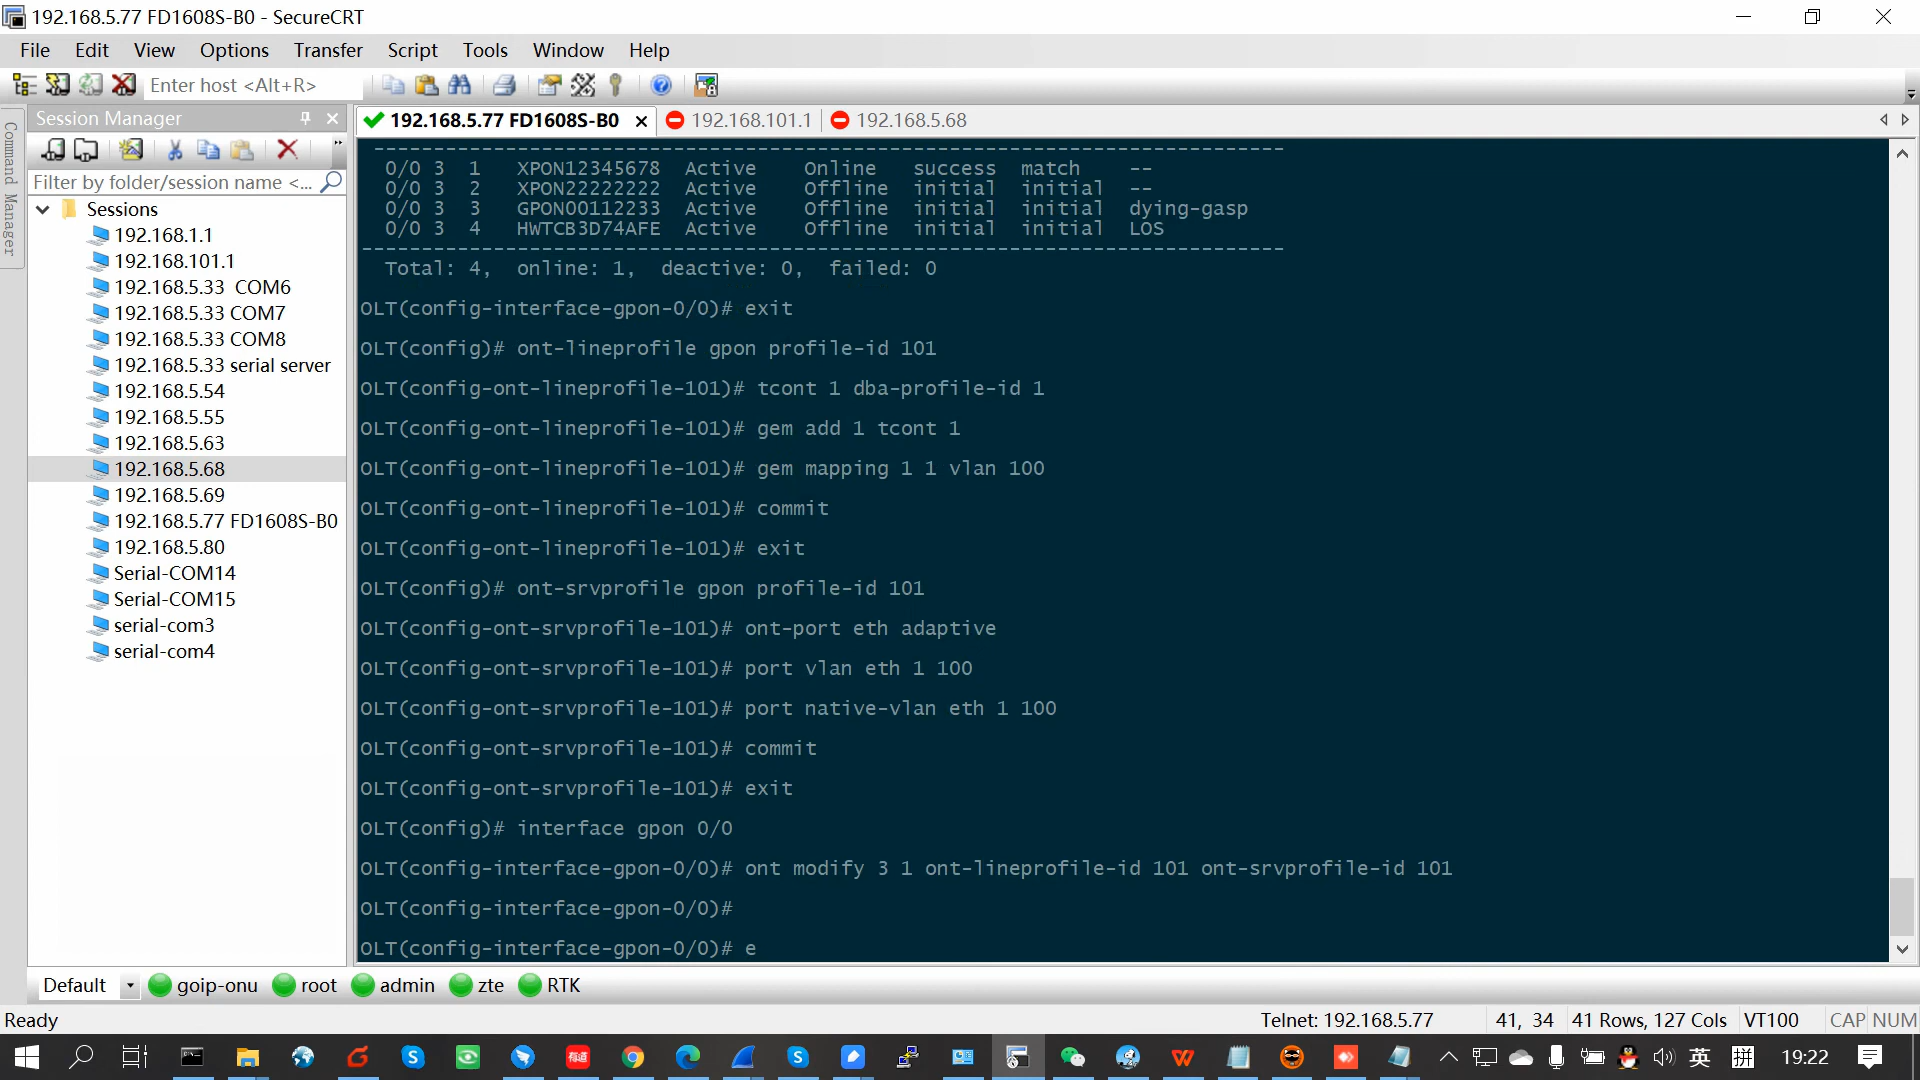 192.168.5.77 FD1608S-B0 - SecureCRT
File Edit View Options Transfer Script Tools Window Help
Enter host <Alt+R>
Command Manager
Session Manager
Filter by folder/session name <...
Sessions
192.168.1.1
192.168.101.1
192.168.5.33  COM6
192.168.5.33 COM7
192.168.5.33 COM8
192.168.5.33 serial server
192.168.5.54
192.168.5.55
192.168.5.63
192.168.5.68
192.168.5.69
192.168.5.77 FD1608S-B0
192.168.5.80
Serial-COM14
Serial-COM15
serial-com3
serial-com4
192.168.5.77 FD1608S-B0 192.168.101.1 192.168.5.68
-----------------------------------------------------------------------------
0/0 3  1   XPON12345678  Active    Online   success  match    --
0/0 3  2   XPON22222222  Active    Offline  initial  initial  --
0/0 3  3   GPON00112233  Active    Offline  initial  initial  dying-gasp
0/0 3  4   HWTCB3D74AFE  Active    Offline  initial  initial  LOS
-----------------------------------------------------------------------------
Total: 4,  online: 1,  deactive: 0,  failed: 0
OLT(config-interface-gpon-0/0)# exit
OLT(config)# ont-lineprofile gpon profile-id 101
OLT(config-ont-lineprofile-101)# tcont 1 dba-profile-id 1
OLT(config-ont-lineprofile-101)# gem add 1 tcont 1
OLT(config-ont-lineprofile-101)# gem mapping 1 1 vlan 100
OLT(config-ont-lineprofile-101)# commit
OLT(config-ont-lineprofile-101)# exit
OLT(config)# ont-srvprofile gpon profile-id 101
OLT(config-ont-srvprofile-101)# ont-port eth adaptive
OLT(config-ont-srvprofile-101)# port vlan eth 1 100
OLT(config-ont-srvprofile-101)# port native-vlan eth 1 100
OLT(config-ont-srvprofile-101)# commit
OLT(config-ont-srvprofile-101)# exit
OLT(config)# interface gpon 0/0
OLT(config-interface-gpon-0/0)# ont modify 3 1 ont-lineprofile-id 101 ont-srvprofile-id 101
OLT(config-interface-gpon-0/0)#
OLT(config-interface-gpon-0/0)# e
Default goip-onu root admin zte RTK
Ready Telnet: 192.168.5.77 41, 34 41 Rows, 127 Cols VT100 CAP NUM
有道 英 拼 19:22